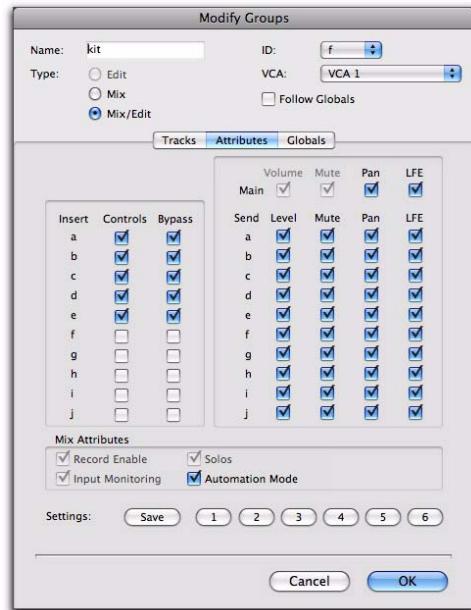 Modify Groups
Name: kit ID: f
Type: Edit VCA: VCA 1
Mix Follow Globals
Mix/Edit
Tracks Attributes Globals
Volume Mute Pan LFE
Main
Insert Controls Bypass Send Level Mute Pan LFE
a a
b b
c c
d d
e e
f f
g g
h h
i i
j j
Mix Attributes
Record Enable Solos
Input Monitoring Automation Mode
Settings: Save 1 2 3 4 5 6
Cancel OK